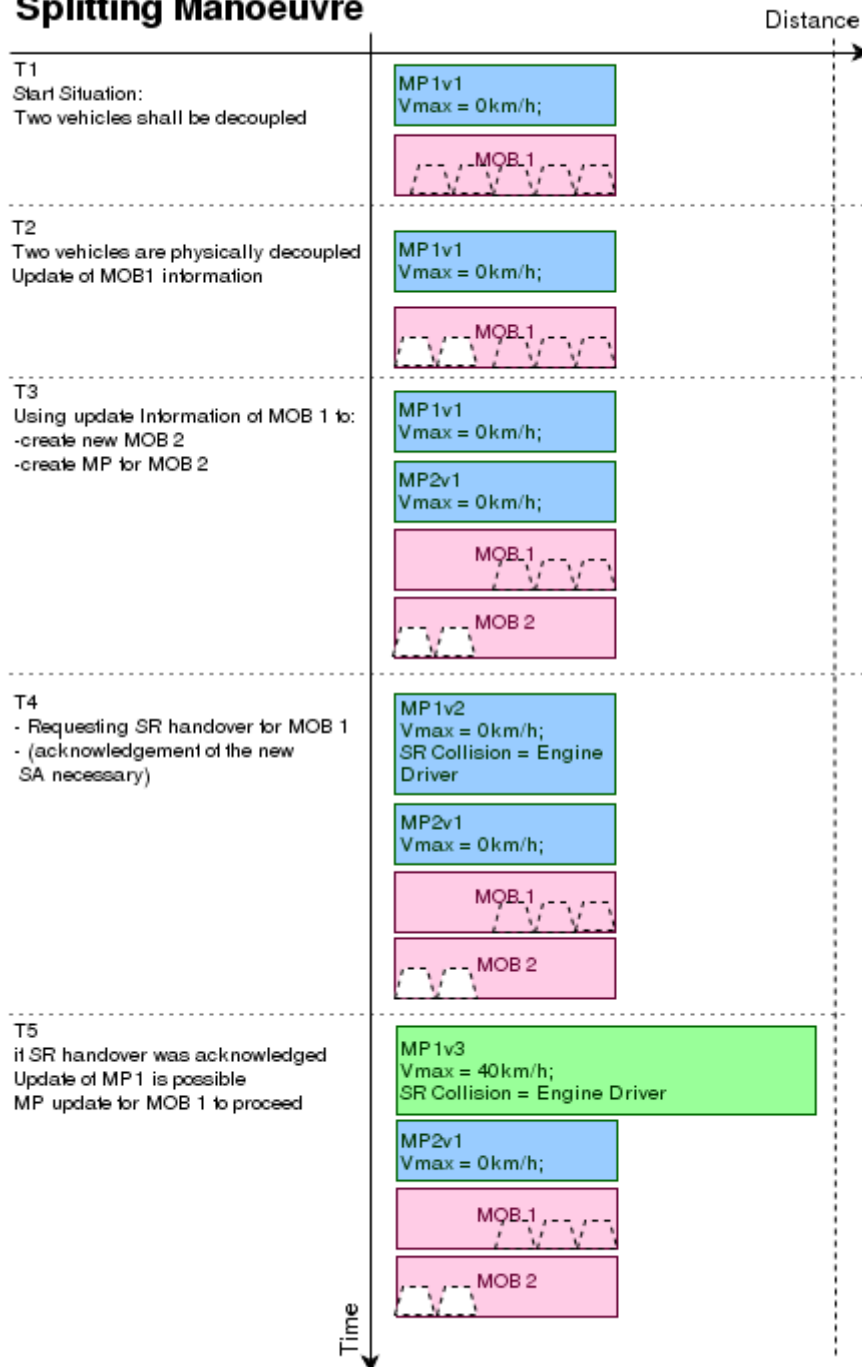 Splitting Manoeuvre
Distance
T1
Start Situation:
Two vehicles shall be decoupled
MP1v1
Vmax = 0km/h;
MOB 1
T2
Two vehicles are physically decoupled
Update of MOB1 information
MP1v1
Vmax = 0km/h;
MOB 1
T3
Using update Information of MOB 1 to:
-create new MOB 2
-create MP for MOB 2
MP1v1
Vmax = 0km/h;
MP2v1
Vmax = 0km/h;
MOB 1
MOB 2
T4
- Requesting SR handover for MOB 1
- (acknowledgement of the new
SA necessary)
MP1v2
Vmax = 0km/h;
SR Collision = Engine
Driver
MP2v1
Vmax = 0km/h;
MOB 1
MOB 2
T5
if SR handover was acknowledged
Update of MP1 is possible
MP update for MOB 1 to proceed
MP1v3
Vmax = 40km/h;
SR Collision = Engine Driver
MP2v1
Vmax = 0km/h;
MOB 1
MOB 2
Time